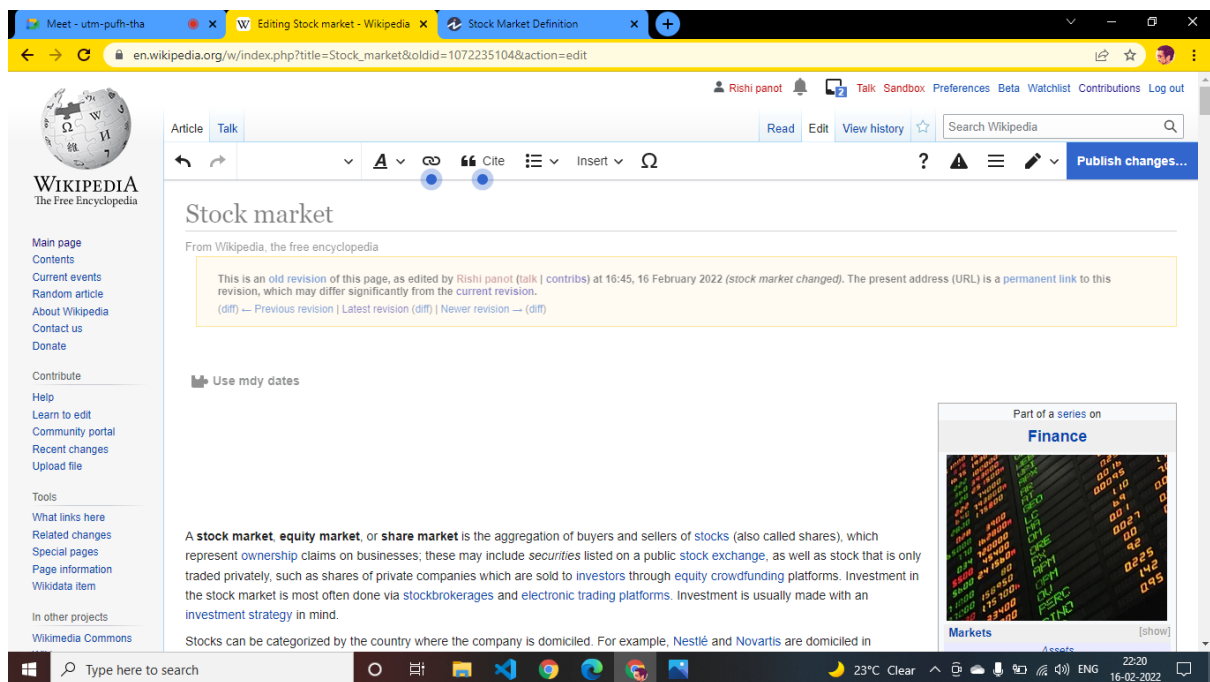 Meet - utm-pufh-tha
Editing Stock market - Wikipedia
Stock Market Definition
en.wikipedia.org/w/index.php?title=Stock_market&oldid=1072235104&action=edit
Rishi panot 2 Talk Sandbox Preferences Beta Watchlist Contributions Log out
Article Talk Read Edit View history Search Wikipedia
A Cite Insert Ω ? Publish changes...
WIKIPEDIA
The Free Encyclopedia
Main page
Contents
Current events
Random article
About Wikipedia
Contact us
Donate
Contribute
Help
Learn to edit
Community portal
Recent changes
Upload file
Tools
What links here
Related changes
Special pages
Page information
Wikidata item
In other projects
Wikimedia Commons
Stock market
From Wikipedia, the free encyclopedia
This is an old revision of this page, as edited by Rishi panot (talk | contribs) at 16:45, 16 February 2022 (stock market changed). The present address (URL) is a permanent link to this
revision, which may differ significantly from the current revision.
(diff) ← Previous revision | Latest revision (diff) | Newer revision → (diff)
Use mdy dates
A stock market, equity market, or share market is the aggregation of buyers and sellers of stocks (also called shares), which
represent ownership claims on businesses; these may include securities listed on a public stock exchange, as well as stock that is only
traded privately, such as shares of private companies which are sold to investors through equity crowdfunding platforms. Investment in
the stock market is most often done via stockbrokerages and electronic trading platforms. Investment is usually made with an
investment strategy in mind.
Stocks can be categorized by the country where the company is domiciled. For example, Nestlé and Novartis are domiciled in
Part of a series on
Finance
Markets [show]
Assets
Type here to search
23°C Clear
ENG
22:20
16-02-2022